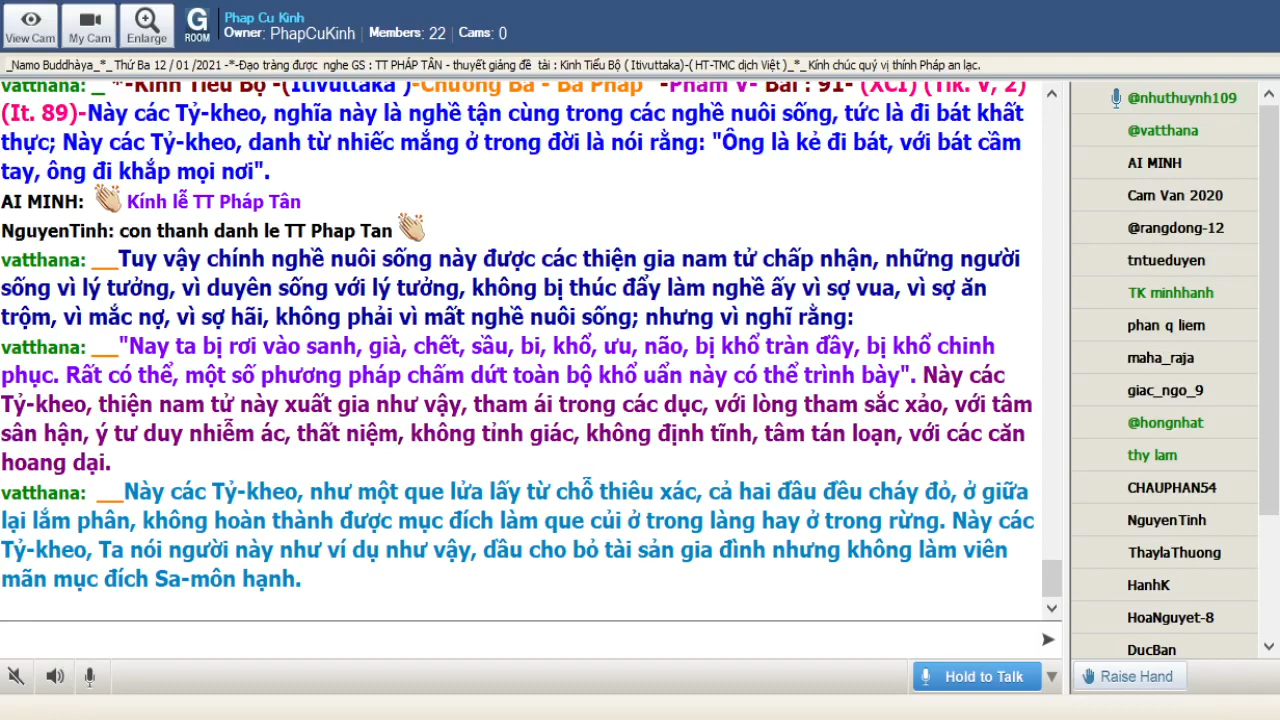 View Cam
My Cam
Enlarge
G
ROOM
Phap Cu Kinh
Owner: PhapCuKinh | Members: 22 | Cams: 0
_Namo Buddhàya_*_ Thứ Ba 12 / 01 /2021 -*-Đạo tràng được nghe GS : TT PHÁP TÂN - thuyết giảng đề tài : Kinh Tiểu Bộ ( Itivuttaka)-( HT-TMC dịch Việt )_*_ Kính chúc quý vị thính Pháp an lạc.
vatthana: _ *-Kinh Tiểu Bộ -(Itivuttaka )-Chương Ba - Ba Pháp -Phẩm V- Bài : 91- (XCI) (Tik. V, 2)
(It. 89)-Này các Tỷ-kheo, nghĩa này là nghề tận cùng trong các nghề nuôi sống, tức là đi bát khất
thực; Này các Tỷ-kheo, danh từ nhiếc mắng ở trong đời là nói rằng: "Ông là kẻ đi bát, với bát cầm
tay, ông đi khắp mọi nơi".
AI MINH: Kính lễ TT Pháp Tân
NguyenTinh: con thanh danh le TT Phap Tan
vatthana: __Tuy vậy chính nghề nuôi sống này được các thiện gia nam tử chấp nhận, những người
sống vì lý tưởng, vì duyên sống với lý tưởng, không bị thúc đẩy làm nghề ấy vì sợ vua, vì sợ ăn
trộm, vì mắc nợ, vì sợ hãi, không phải vì mất nghề nuôi sống; nhưng vì nghĩ rằng:
vatthana: __"Nay ta bị rơi vào sanh, già, chết, sầu, bi, khổ, ưu, não, bị khổ tràn đầy, bị khổ chinh
phục. Rất có thể, một số phương pháp chấm dứt toàn bộ khổ uẩn này có thể trình bày". Này các
Tỷ-kheo, thiện nam tử này xuất gia như vậy, tham ái trong các dục, với lòng tham sắc xảo, với tâm
sân hận, ý tư duy nhiễm ác, thất niệm, không tỉnh giác, không định tĩnh, tâm tán loạn, với các căn
hoang dại.
vatthana: __Này các Tỷ-kheo, như một que lửa lấy từ chỗ thiêu xác, cả hai đầu đều cháy đỏ, ở giữa
lại lắm phân, không hoàn thành được mục đích làm que củi ở trong làng hay ở trong rừng. Này các
Tỷ-kheo, Ta nói người này như ví dụ như vậy, dầu cho bỏ tài sản gia đình nhưng không làm viên
mãn mục đích Sa-môn hạnh.
@nhuthuynh109
@vatthana
AI MINH
Cam Van 2020
@rangdong-12
tntueduyen
TK minhhanh
phan q liem
maha_raja
giac_ngo_9
@hongnhat
thy lam
CHAUPHAN54
NguyenTinh
ThaylaThuong
HanhK
HoaNguyet-8
DucBan
Hold to Talk
Raise Hand